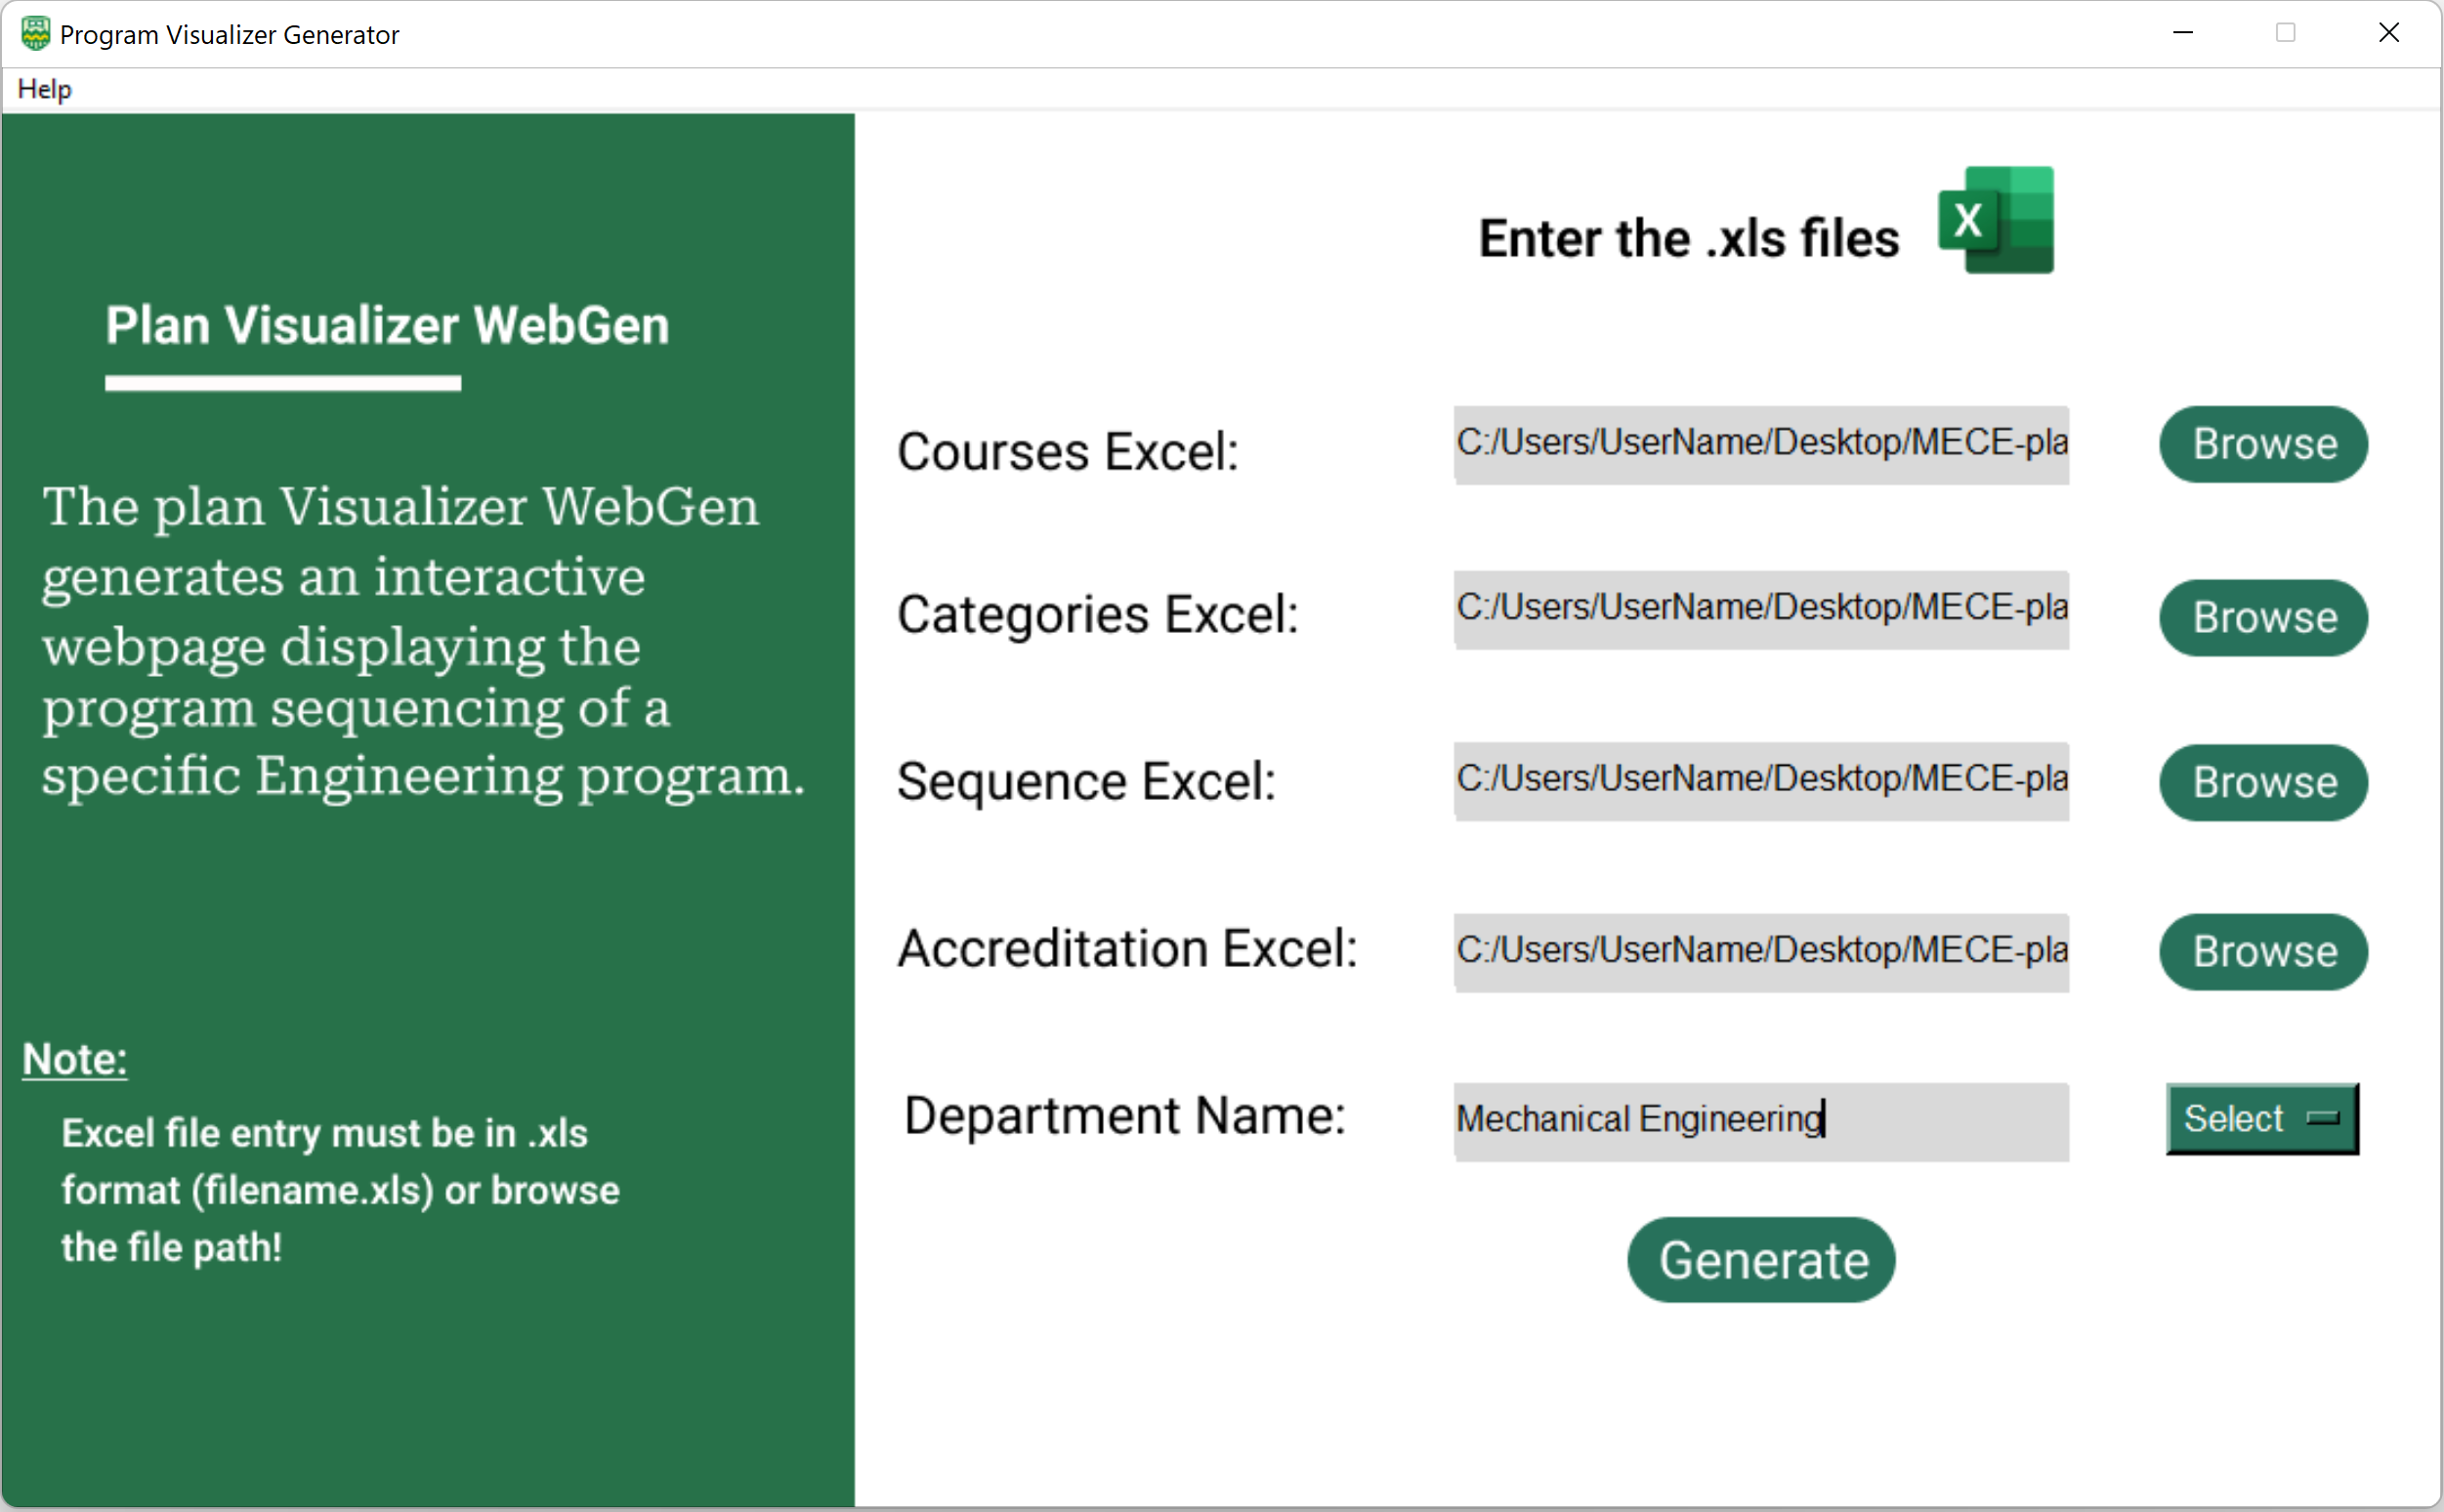 Program Visualizer Generator
Help
Plan Visualizer WebGen
The plan Visualizer WebGen
generates an interactive
webpage displaying the
program sequencing of a
specific Engineering program.
Note:
Excel file entry must be in .xls
format (filename.xls) or browse
the file path!
Enter the .xls files
X
Courses Excel:
C:/Users/UserName/Desktop/MECE-pla
Browse
Categories Excel:
C:/Users/UserName/Desktop/MECE-pla
Browse
Sequence Excel:
C:/Users/UserName/Desktop/MECE-pla
Browse
Accreditation Excel:
C:/Users/UserName/Desktop/MECE-pla
Browse
Department Name:
Mechanical Engineering
Select
Generate